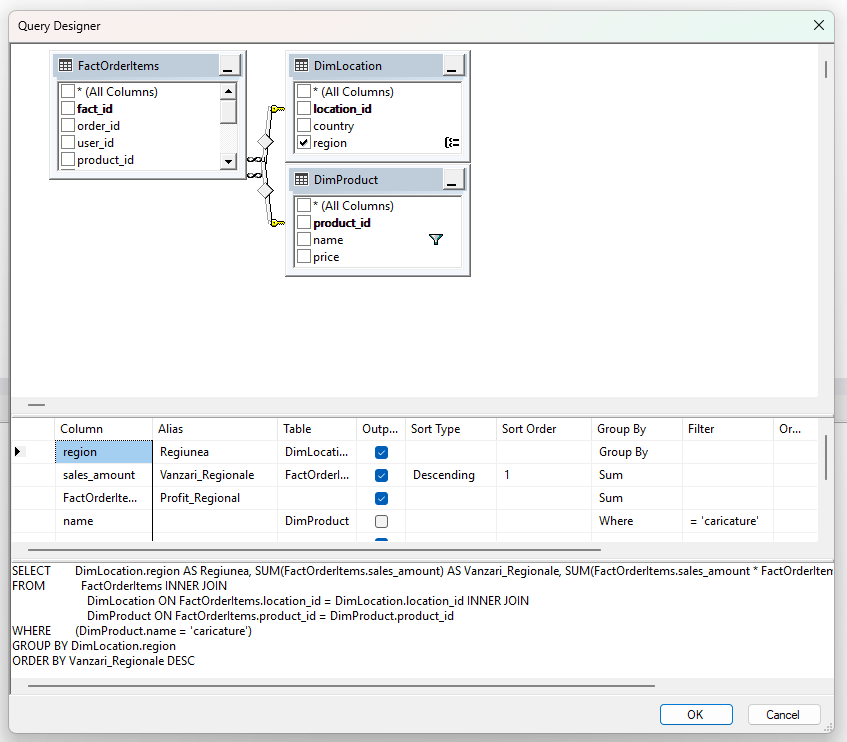 Query Designer
FactOrderItems
* (All Columns)
fact_id
order_id
user_id
product_id
DimLocation
* (All Columns)
location_id
country
region
DimProduct
* (All Columns)
product_id
name
price
Column Alias Table Outp... Sort Type Sort Order Group By Filter Or...
region Regiunea DimLocati... Group By
sales_amount Vanzari_Regionale FactOrderI... Descending 1 Sum
FactOrderIte... Profit_Regional Sum
name DimProduct Where = 'caricature'
SELECT DimLocation.region AS Regiunea, SUM(FactOrderItems.sales_amount) AS Vanzari_Regionale, SUM(FactOrderItems.sales_amount * FactOrderItem
FROM FactOrderItems INNER JOIN
DimLocation ON FactOrderItems.location_id = DimLocation.location_id INNER JOIN
DimProduct ON FactOrderItems.product_id = DimProduct.product_id
WHERE (DimProduct.name = 'caricature')
GROUP BY DimLocation.region
ORDER BY Vanzari_Regionale DESC
OK Cancel